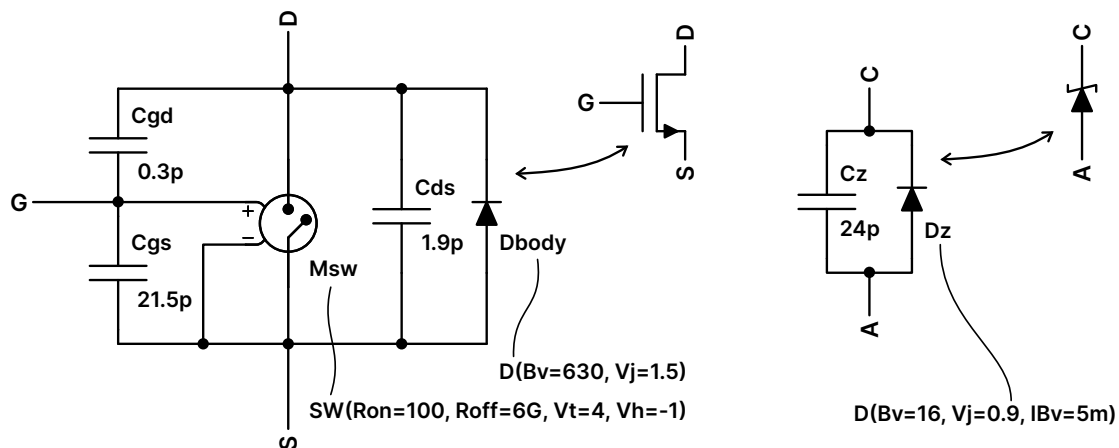 D
Cgd
0.3p
G
+
−
Cgs
21.5p
Cds
1.9p
Dbody
Msw
D(Bv=630, Vj=1.5)
SW(Ron=100, Roff=6G, Vt=4, Vh=-1)
S
D
G
S
C
Cz
24p
Dz
A
C
A
D(Bv=16, Vj=0.9, IBv=5m)